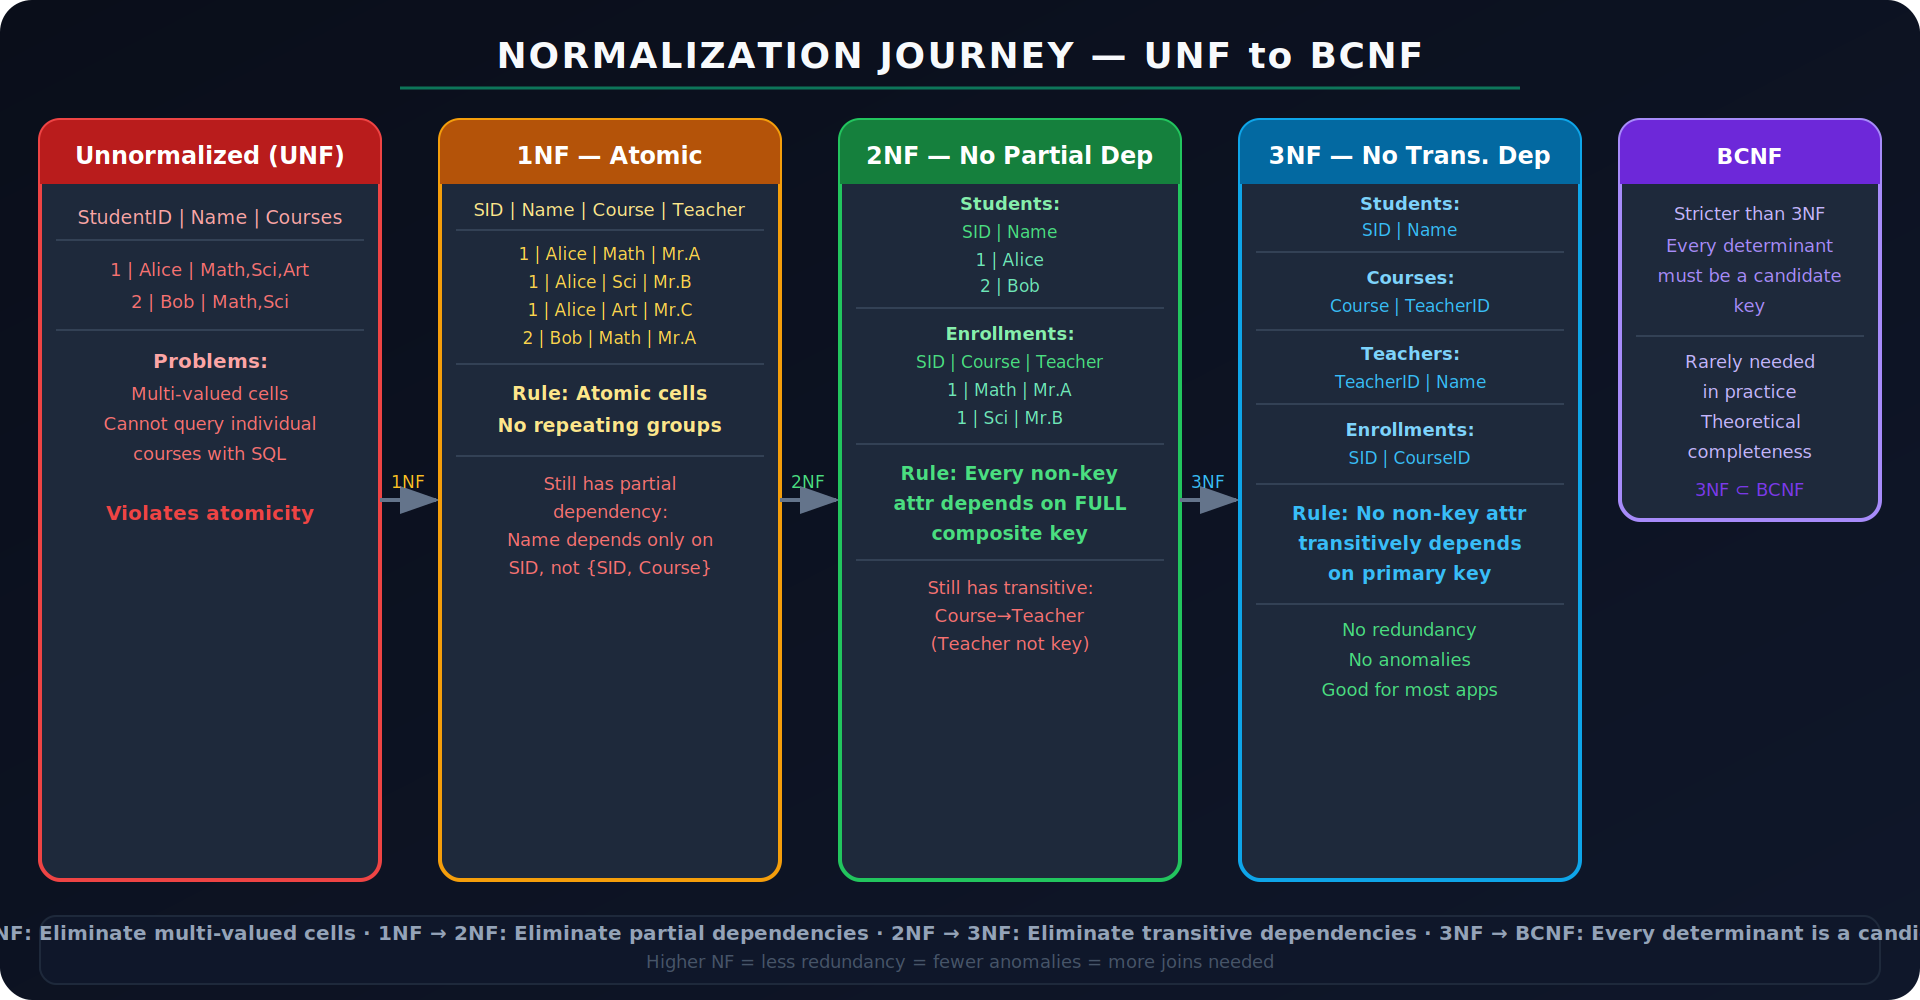 NORMALIZATION JOURNEY — UNF to BCNF
Unnormalized (UNF)
StudentID | Name | Courses
1 | Alice | Math,Sci,Art
2 | Bob | Math,Sci
Problems:
Multi-valued cells
Cannot query individual
courses with SQL
Violates atomicity
1NF
1NF — Atomic
SID | Name | Course | Teacher
1 | Alice | Math | Mr.A
1 | Alice | Sci | Mr.B
1 | Alice | Art | Mr.C
2 | Bob | Math | Mr.A
Rule: Atomic cells
No repeating groups
Still has partial
dependency:
Name depends only on
SID, not {SID, Course}
2NF
2NF — No Partial Dep
Students:
SID | Name
1 | Alice
2 | Bob
Enrollments:
SID | Course | Teacher
1 | Math | Mr.A
1 | Sci | Mr.B
Rule: Every non-key
attr depends on FULL
composite key
Still has transitive:
Course→Teacher
(Teacher not key)
3NF
3NF — No Trans. Dep
Students:
SID | Name
Courses:
Course | TeacherID
Teachers:
TeacherID | Name
Enrollments:
SID | CourseID
Rule: No non-key attr
transitively depends
on primary key
No redundancy
No anomalies
Good for most apps
BCNF
Stricter than 3NF
Every determinant
must be a candidate
key
Rarely needed
in practice
Theoretical
completeness
3NF ⊂ BCNF
NF: Eliminate multi-valued cells · 1NF → 2NF: Eliminate partial dependencies · 2NF → 3NF: Eliminate transitive dependencies · 3NF → BCNF: Every determinant is a candi
Higher NF = less redundancy = fewer anomalies = more joins needed